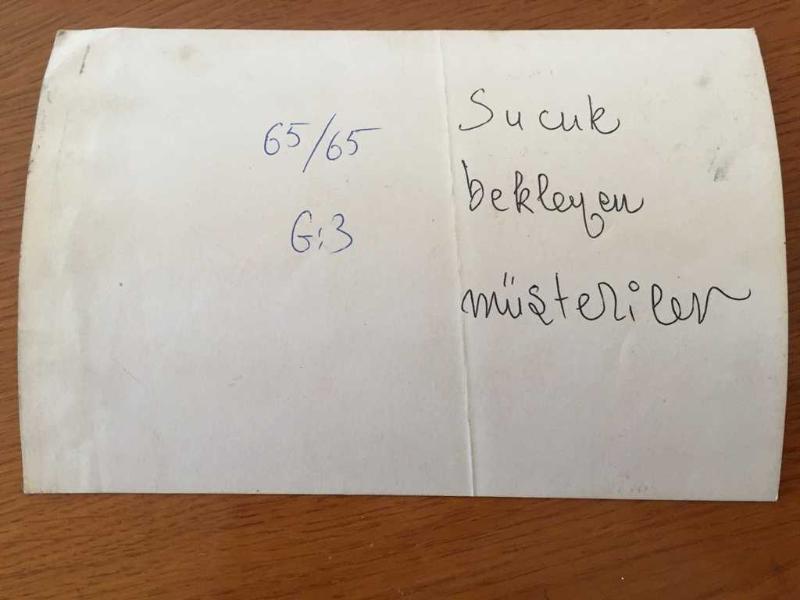 65/65
G:3
Sucuk
bekleyen
müşteriler